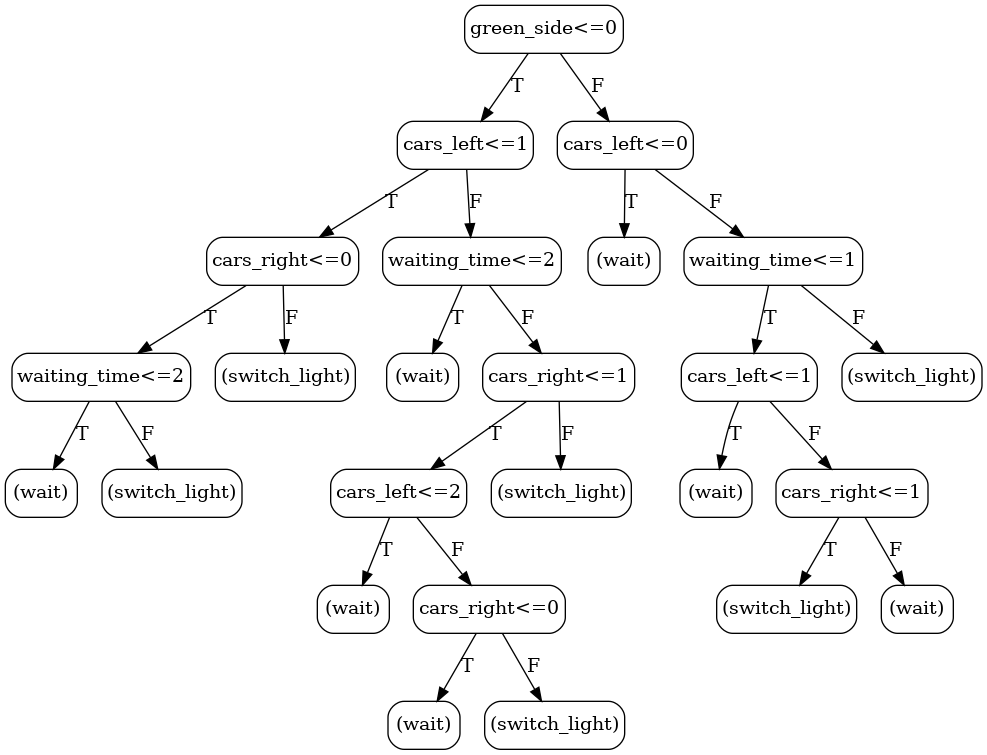 green_side<=0
T
F
cars_left<=1
cars_left<=0
T
F
T
F
cars_right<=0
waiting_time<=2
(wait)
waiting_time<=1
T
F
T
F
T
F
waiting_time<=2
(switch_light)
(wait)
cars_right<=1
cars_left<=1
(switch_light)
T
F
T
F
T
F
(wait)
(switch_light)
cars_left<=2
(switch_light)
(wait)
cars_right<=1
T
F
T
F
(wait)
cars_right<=0
(switch_light)
(wait)
T
F
(wait)
(switch_light)